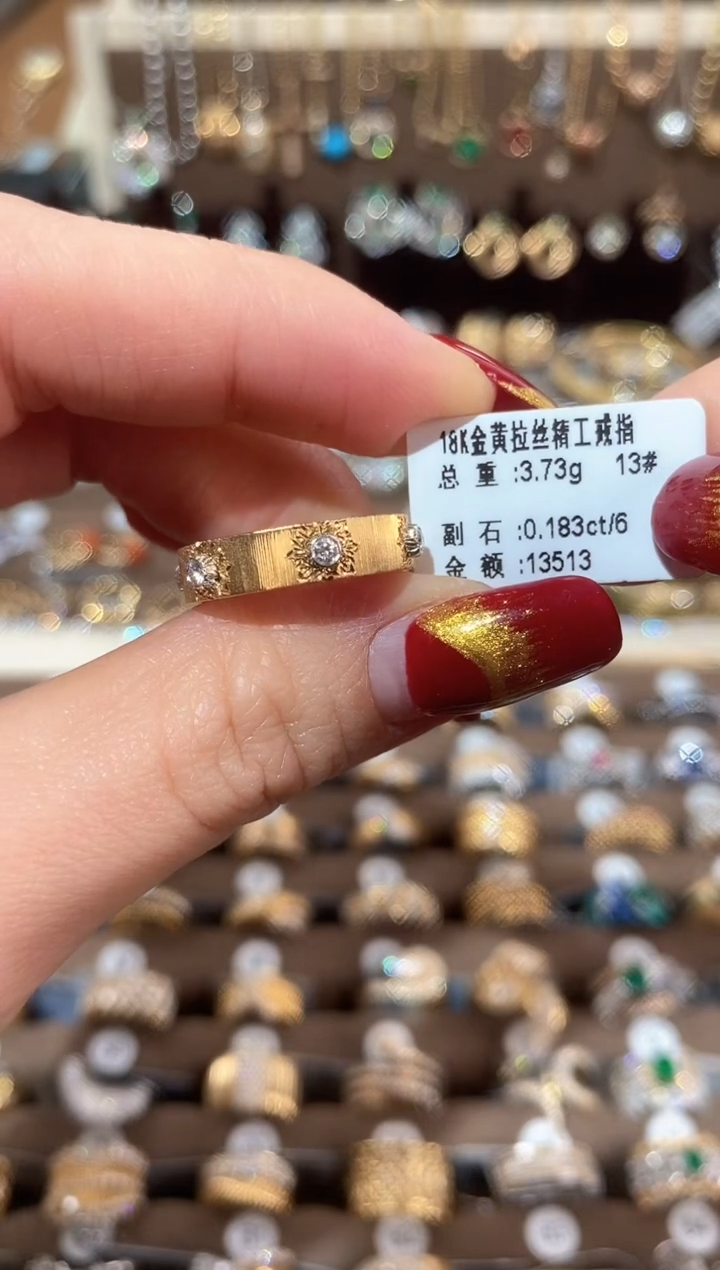 18K金黄拉丝精工戒指
总 重 :3.73g 13#
副 石 :0.183ct/6
金 额 :13513